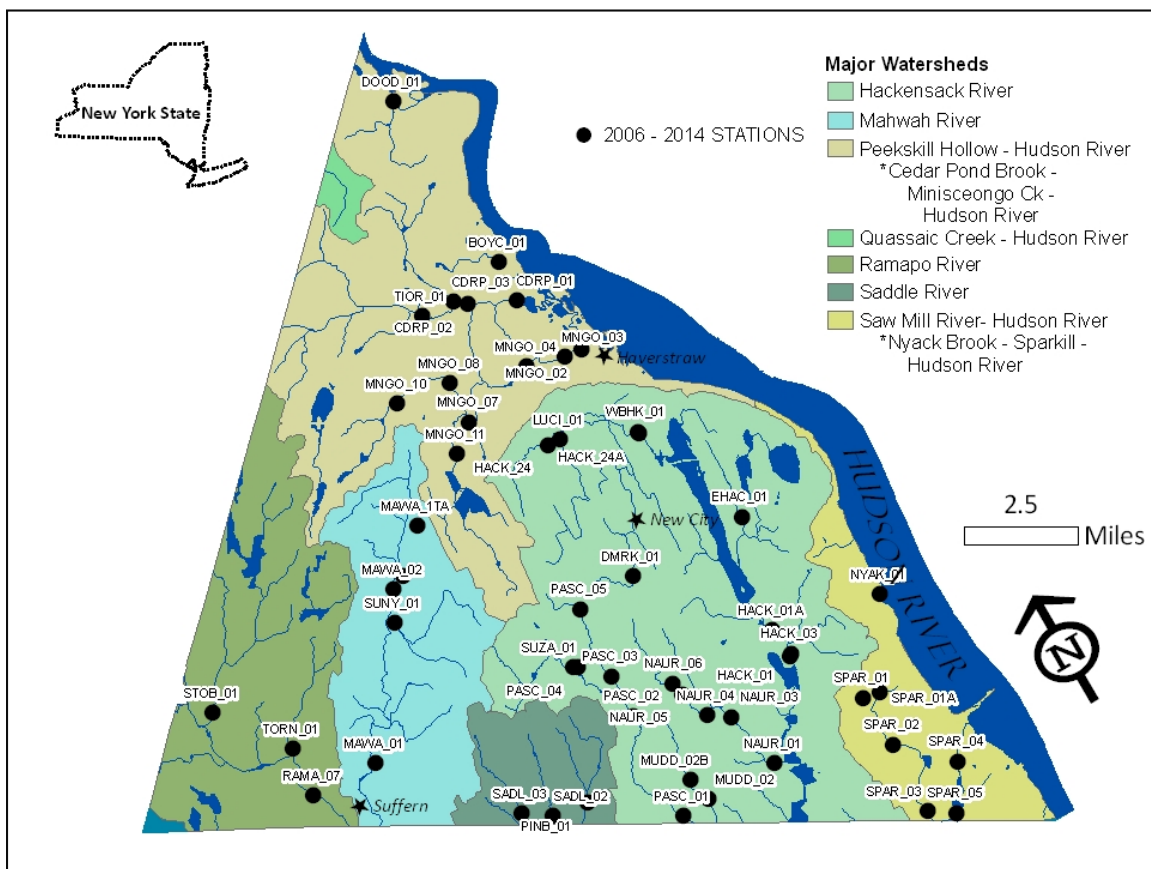 New York State
2006 - 2014 STATIONS
Major Watersheds
Hackensack River
Mahwah River
Peekskill Hollow - Hudson River
*Cedar Pond Brook -
Minisceongo Ck -
Hudson River
Quassaic Creek - Hudson River
Ramapo River
Saddle River
Saw Mill River- Hudson River
*Nyack Brook - Sparkill -
Hudson River
DOOD_01
BOYC_01
CDRP_03
CDRP_01
TIOR_01
CDRP_02
MNGO_03
MNGO_04
Haverstraw
MNGO_02
MNGO_08
MNGO_10
MNGO_07
LUCI_01
WBHK_01
MNGO_11
HACK_24A
HACK_24
EHAC_01
HUDSON RIVER
2.5
Miles
MAWA_1TA
New City
DMRK_01
MAWA_02
NYAK_01
PASC_05
SUNY_01
HACK_01A
HACK_03
SUZA_01
PASC_03
NAUR_06
HACK_01
SPAR_01
STOB_01
PASC_04
PASC_02
NAUR_04
NAUR_03
SPAR_01A
NAUR_05
SPAR_02
TORN_01
MAWA_01
NAUR_01
SPAR_04
MUDD_02B
MUDD_02
RAMA_07
SADL_03
SADL_02
PASC_01
SPAR_03
SPAR_05
Suffern
PINB_01
N